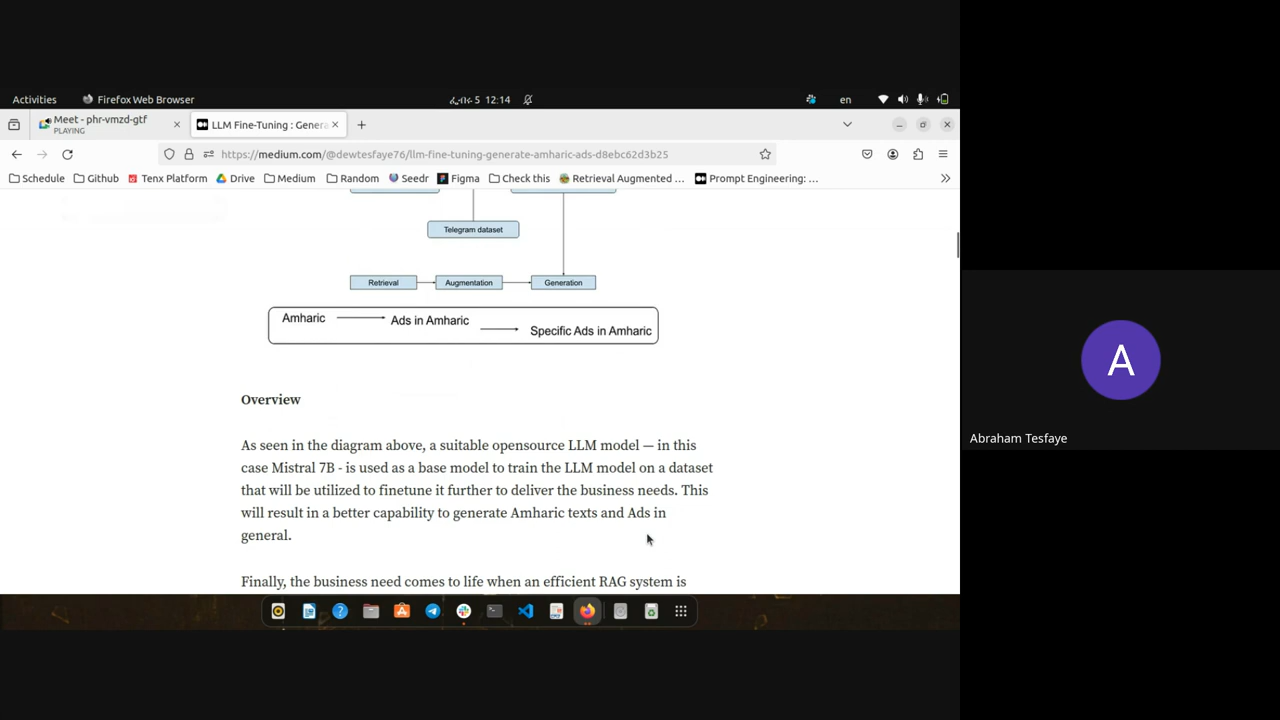 Activities Firefox Web Browser
12:14
en
Meet - phr-vmzd-gtf
PLAYING
LLM Fine-Tuning : Genera
https://medium.com/@dewtesfaye76/llm-fine-tuning-generate-amharic-ads-d8ebc62d3b25
Schedule Github Tenx Platform Drive Medium Random Seedr Figma Check this Retrieval Augmented ... Prompt Engineering: ...
Telegram dataset
Retrieval Augmentation Generation
Amharic Ads in Amharic Specific Ads in Amharic
Overview
As seen in the diagram above, a suitable opensource LLM model — in this
case Mistral 7B - is used as a base model to train the LLM model on a dataset
that will be utilized to finetune it further to deliver the business needs. This
will result in a better capability to generate Amharic texts and Ads in
general.
Finally, the business need comes to life when an efficient RAG system is
A
Abraham Tesfaye